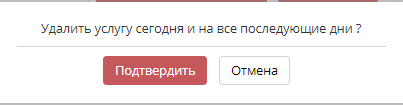 Удалить услугу сегодня и на все последующие дни ?
Подтвердить Отмена